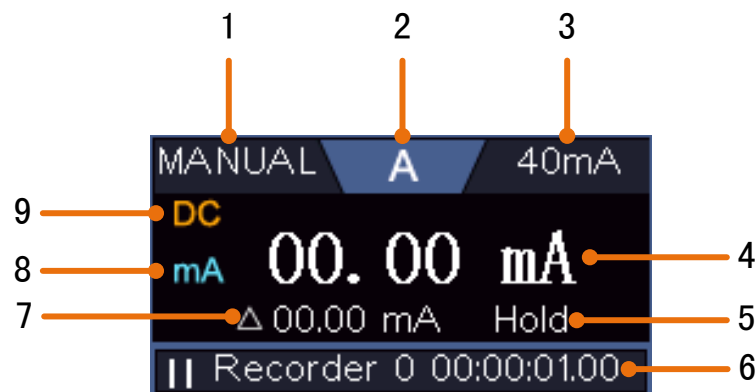 1 2 3
MANUAL A 40mA
9 DC
8 mA 00.00 mA 4
7 △ 00.00 mA Hold 5
Recorder 0 00:00:01.00 6